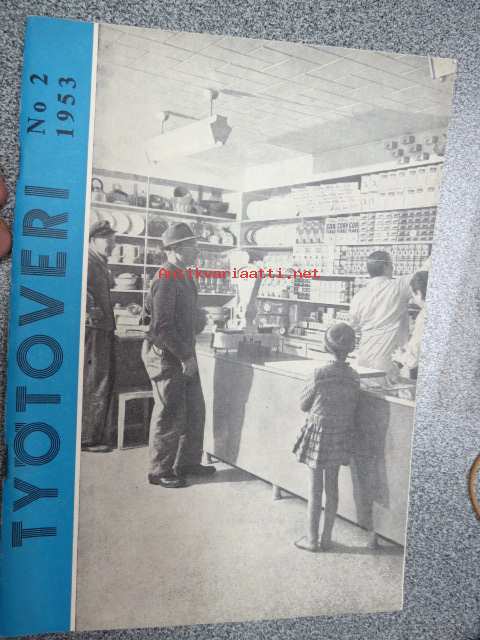 No 2
1953
TYÖTOVERI
Antikvariaatti.net